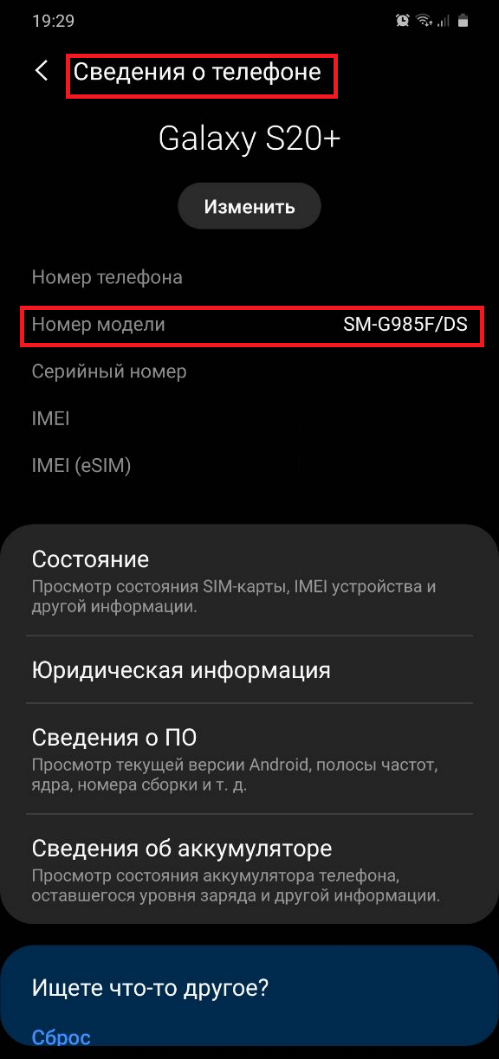 19:29
Сведения о телефоне
Galaxy S20+
Изменить
Номер телефона
Номер модели SM-G985F/DS
Серийный номер
IMEI
IMEI (eSIM)
Состояние
Просмотр состояния SIM-карты, IMEI устройства и
другой информации.
Юридическая информация
Сведения о ПО
Просмотр текущей версии Android, полосы частот,
ядра, номера сборки и т. д.
Сведения об аккумуляторе
Просмотр состояния аккумулятора телефона,
оставшегося уровня заряда и другой информации.
Ищете что-то другое?
Сброс